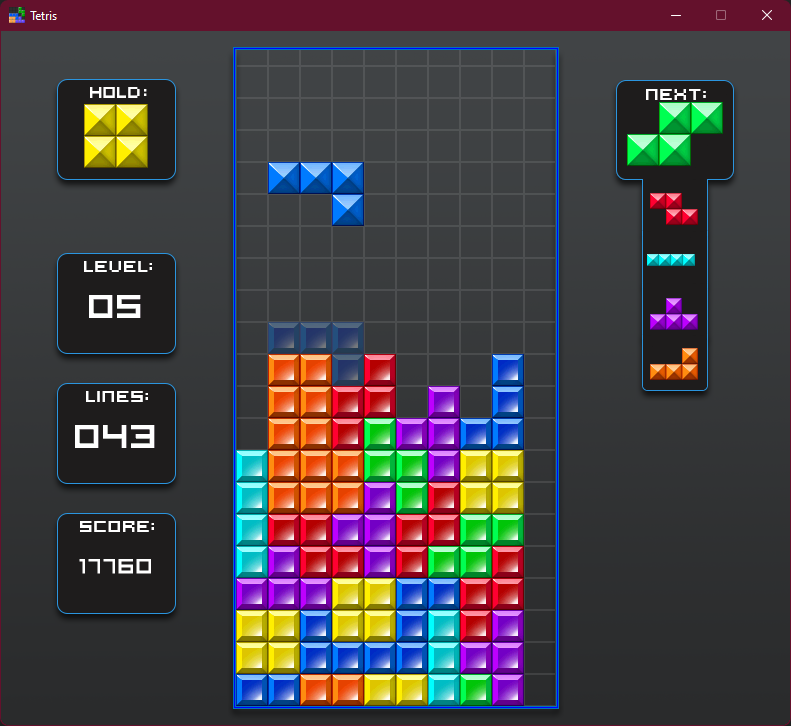 Tetris
HOLD:
NEXT:
LEVEL:
05
LINES:
043
SCORE:
17760